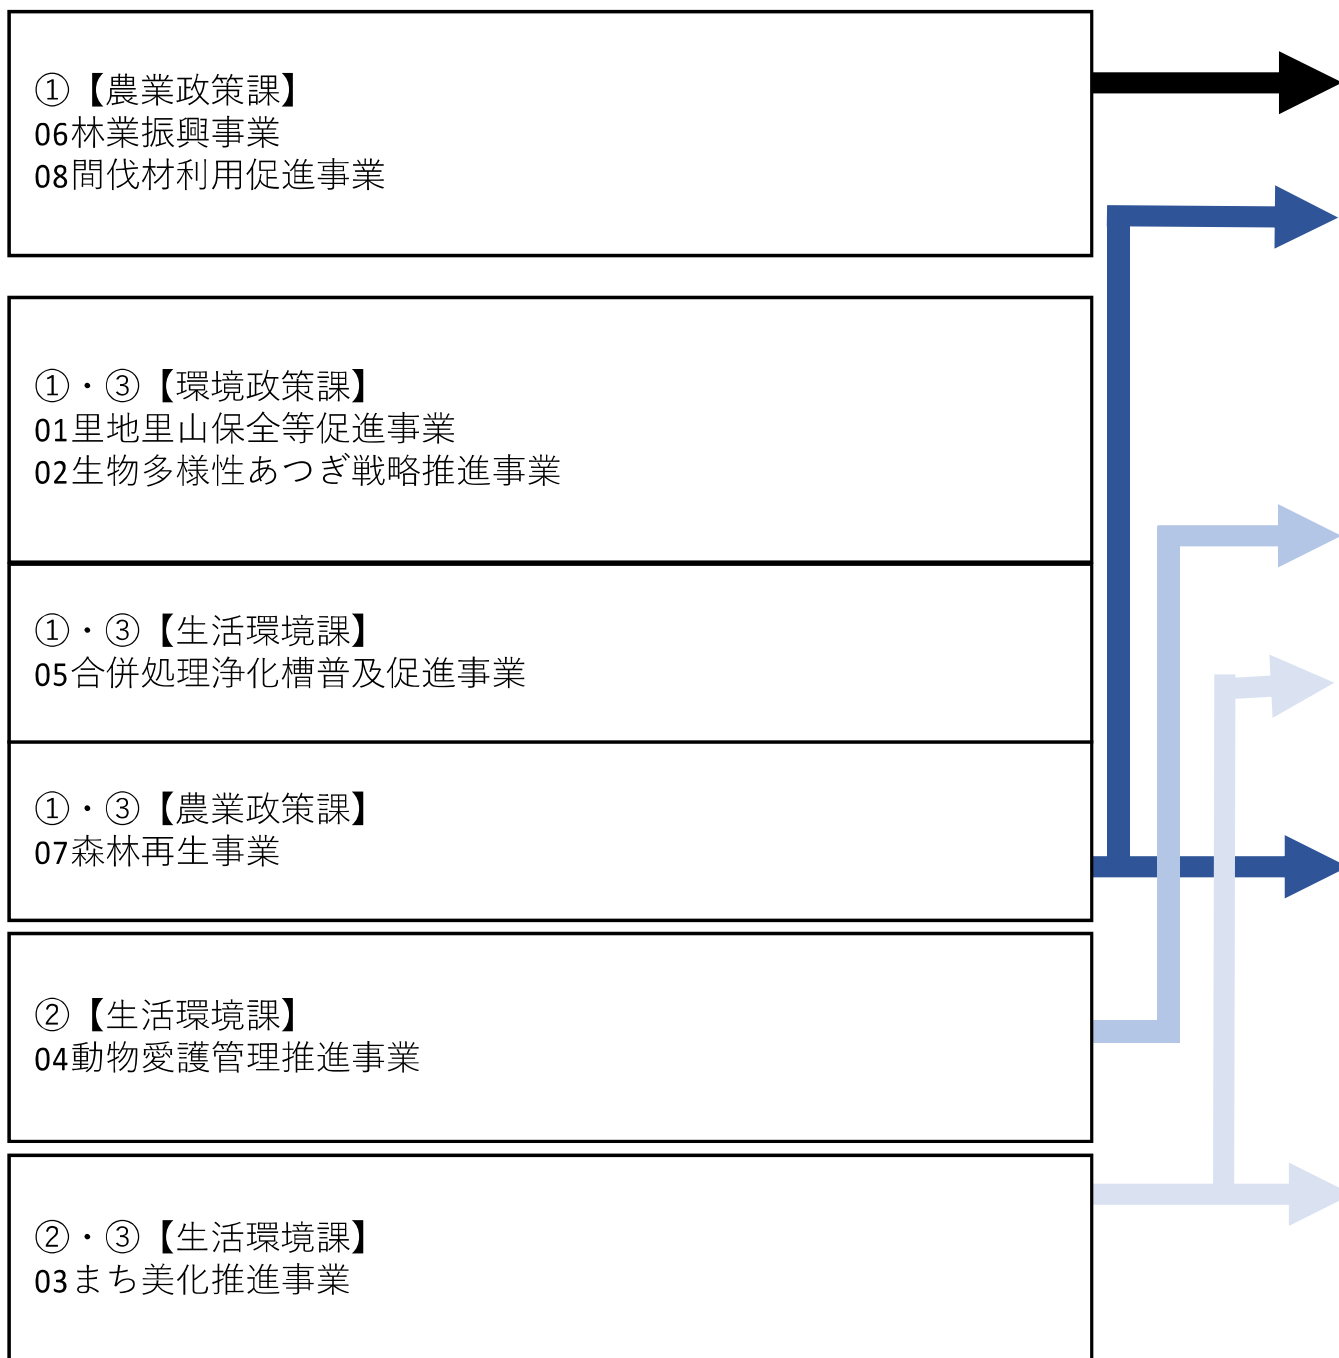 ①【農業政策課】
06林業振興事業
08間伐材利用促進事業
①・③【環境政策課】
01里地里山保全等促進事業
02生物多様性あつぎ戦略推進事業
①・③【生活環境課】
05合併処理浄化槽普及促進事業
①・③【農業政策課】
07森林再生事業
②【生活環境課】
04動物愛護管理推進事業
②・③【生活環境課】
03まち美化推進事業